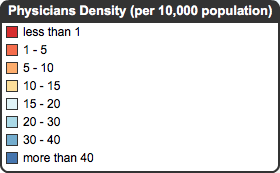 Physicians Density (per 10,000 population)
less than 1
1 - 5
5 - 10
10 - 15
15 - 20
20 - 30
30 - 40
more than 40